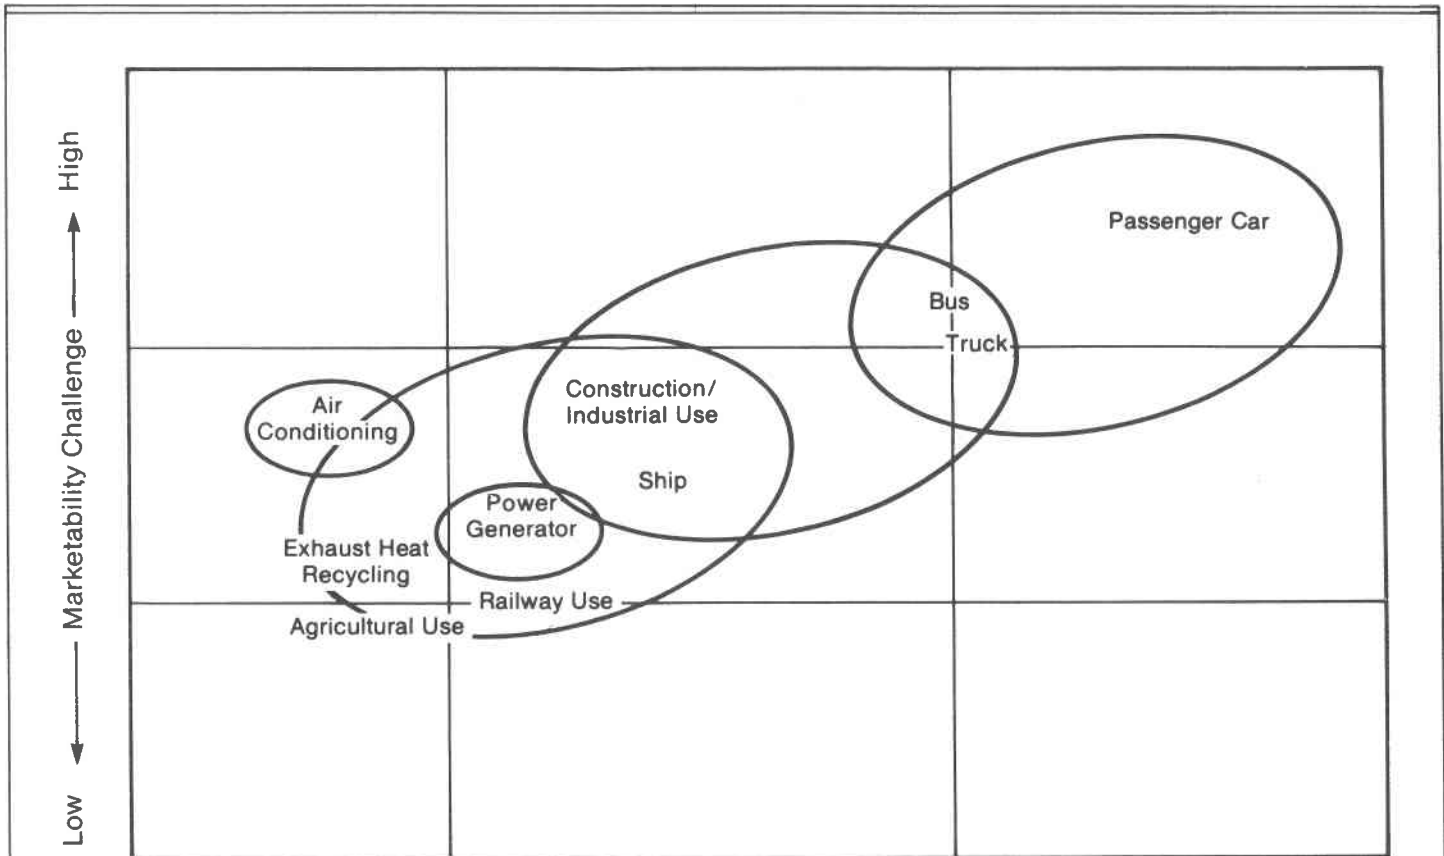 High
Marketability Challenge
Low
Passenger Car
Bus
Truck
Construction/
Industrial Use
Air
Conditioning
Ship
Power
Generator
Exhaust Heat
Recycling
Railway Use
Agricultural Use